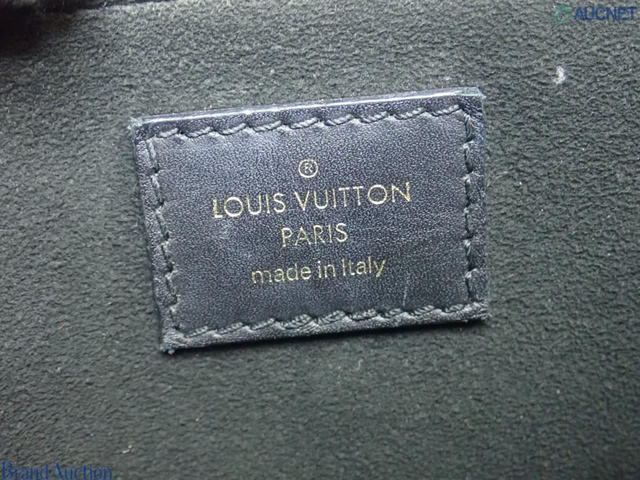 AUCNET
®
LOUIS VUITTON
PARIS
made in Italy
Brand Auction